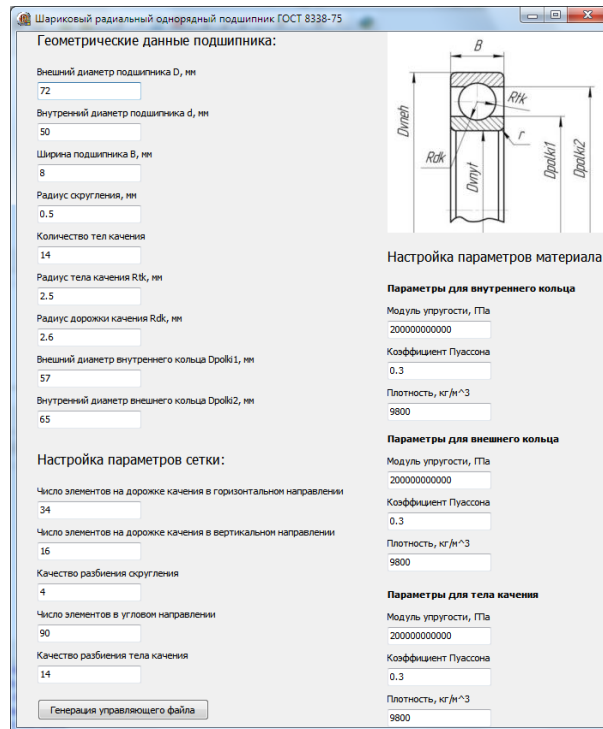 Шариковый радиальный однорядный подшипник ГОСТ 8338-75
Геометрические данные подшипника:
Внешний диаметр подшипника D, мм
72
Внутренний диаметр подшипника d, мм
50
Ширина подшипника B, мм
8
Радиус скругления, мм
0.5
Количество тел качения
14
Радиус тела качения Rtk, мм
2.5
Радиус дорожки качения Rdk, мм
2.6
Внешний диаметр внутреннего кольца Dpolki1, мм
57
Внутренний диаметр внешнего кольца Dpolki2, мм
65
Настройка параметров сетки:
Число элементов на дорожке качения в горизонтальном направлении
34
Число элементов на дорожке качения в вертикальном направлении
16
Качество разбиения скругления
4
Число элементов в угловом направлении
90
Качество разбиения тела качения
14
Генерация управляющего файла
B
Rtk
Dvneh
Rdk
r
Dvnyt
Dpolki1
Dpolki2
Настройка параметров материала
Параметры для внутреннего кольца
Модуль упругости, ГПа
200000000000
Коэффициент Пуассона
0.3
Плотность, кг/м^3
9800
Параметры для внешнего кольца
Модуль упругости, ГПа
200000000000
Коэффициент Пуассона
0.3
Плотность, кг/м^3
9800
Параметры для тела качения
Модуль упругости, ГПа
200000000000
Коэффициент Пуассона
0.3
Плотность, кг/м^3
9800